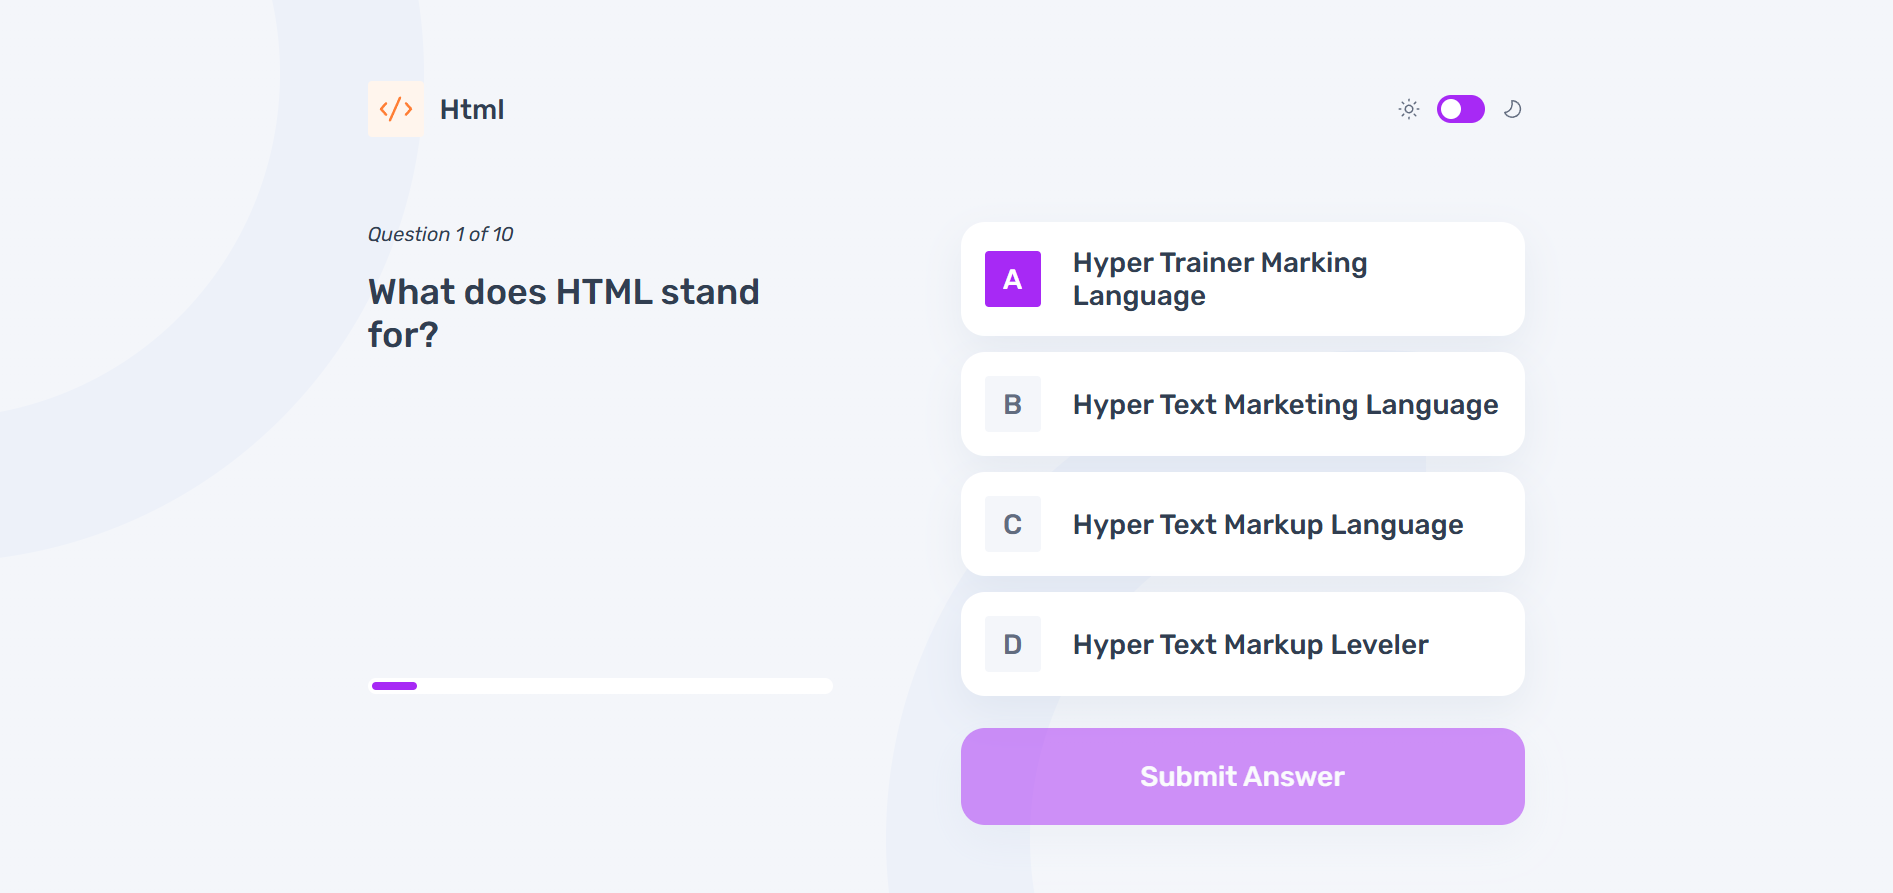 Html
Question 1 of 10
What does HTML stand
for?
A
Hyper Trainer Marking
Language
B
Hyper Text Marketing Language
C
Hyper Text Markup Language
D
Hyper Text Markup Leveler
Submit Answer